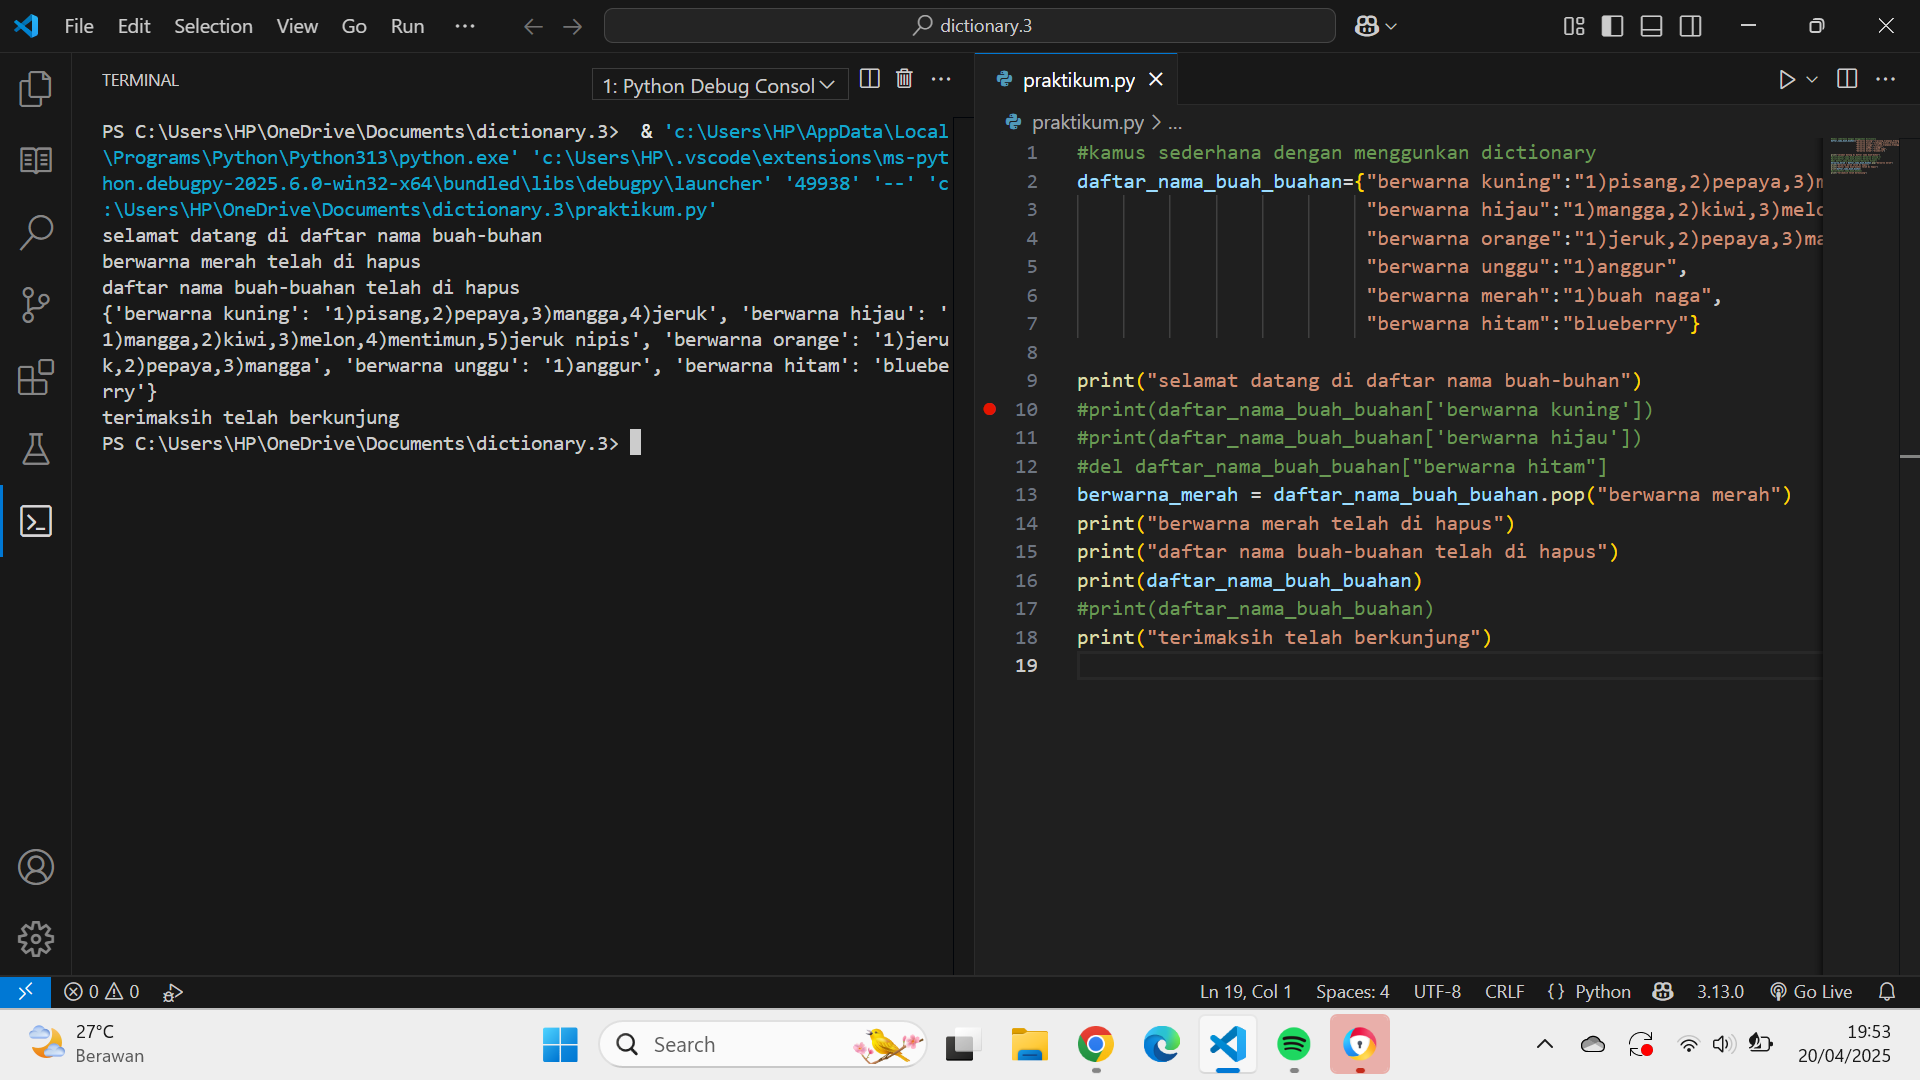 File Edit Selection View Go Run ··· dictionary.3
TERMINAL
1: Python Debug Consol
PS C:\Users\HP\OneDrive\Documents\dictionary.3>  & 'c:\Users\HP\AppData\Local
\Programs\Python\Python313\python.exe' 'c:\Users\HP\.vscode\extensions\ms-pyt
hon.debugpy-2025.6.0-win32-x64\bundled\libs\debugpy\launcher' '49938' '--' 'c
:\Users\HP\OneDrive\Documents\dictionary.3\praktikum.py'
selamat datang di daftar nama buah-buhan
berwarna merah telah di hapus
daftar nama buah-buahan telah di hapus
{'berwarna kuning': '1)pisang,2)pepaya,3)mangga,4)jeruk', 'berwarna hijau': '
1)mangga,2)kiwi,3)melon,4)mentimun,5)jeruk nipis', 'berwarna orange': '1)jeru
k,2)pepaya,3)mangga', 'berwarna unggu': '1)anggur', 'berwarna hitam': 'bluebe
rry'}
terimaksih telah berkunjung
PS C:\Users\HP\OneDrive\Documents\dictionary.3>
praktikum.py
praktikum.py > ...
1 #kamus sederhana dengan menggunkan dictionary
2 daftar_nama_buah_buahan={"berwarna kuning":"1)pisang,2)pepaya,3)m
3 "berwarna hijau":"1)mangga,2)kiwi,3)melo
4 "berwarna orange":"1)jeruk,2)pepaya,3)ma
5 "berwarna unggu":"1)anggur",
6 "berwarna merah":"1)buah naga",
7 "berwarna hitam":"blueberry"}
8
9 print("selamat datang di daftar nama buah-buhan")
10 #print(daftar_nama_buah_buahan['berwarna kuning'])
11 #print(daftar_nama_buah_buahan['berwarna hijau'])
12 #del daftar_nama_buah_buahan["berwarna hitam"]
13 berwarna_merah = daftar_nama_buah_buahan.pop("berwarna merah")
14 print("berwarna merah telah di hapus")
15 print("daftar nama buah-buahan telah di hapus")
16 print(daftar_nama_buah_buahan)
17 #print(daftar_nama_buah_buahan)
18 print("terimaksih telah berkunjung")
19
0 0 Ln 19, Col 1 Spaces: 4 UTF-8 CRLF {} Python 3.13.0 Go Live
27°C
Berawan
Search
19:53
20/04/2025